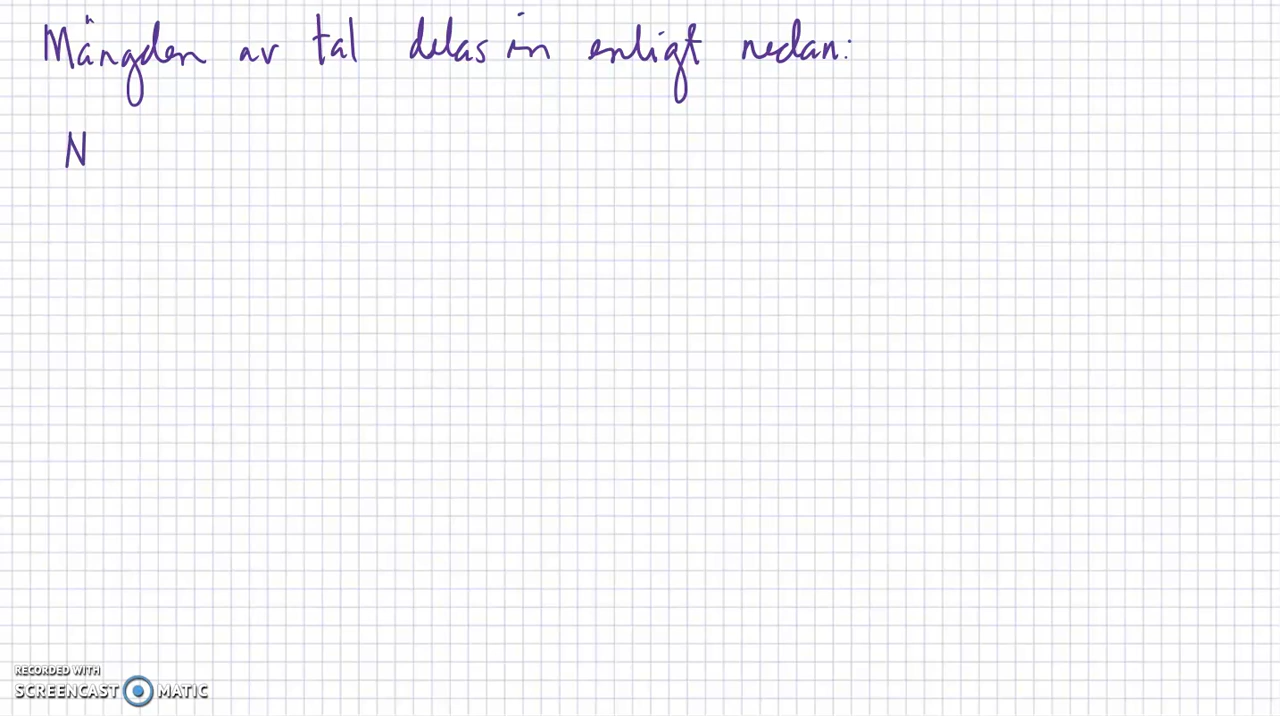 Mängden av tal delas in enligt nedan:
N
RECORDED WITH
SCREENCAST MATIC